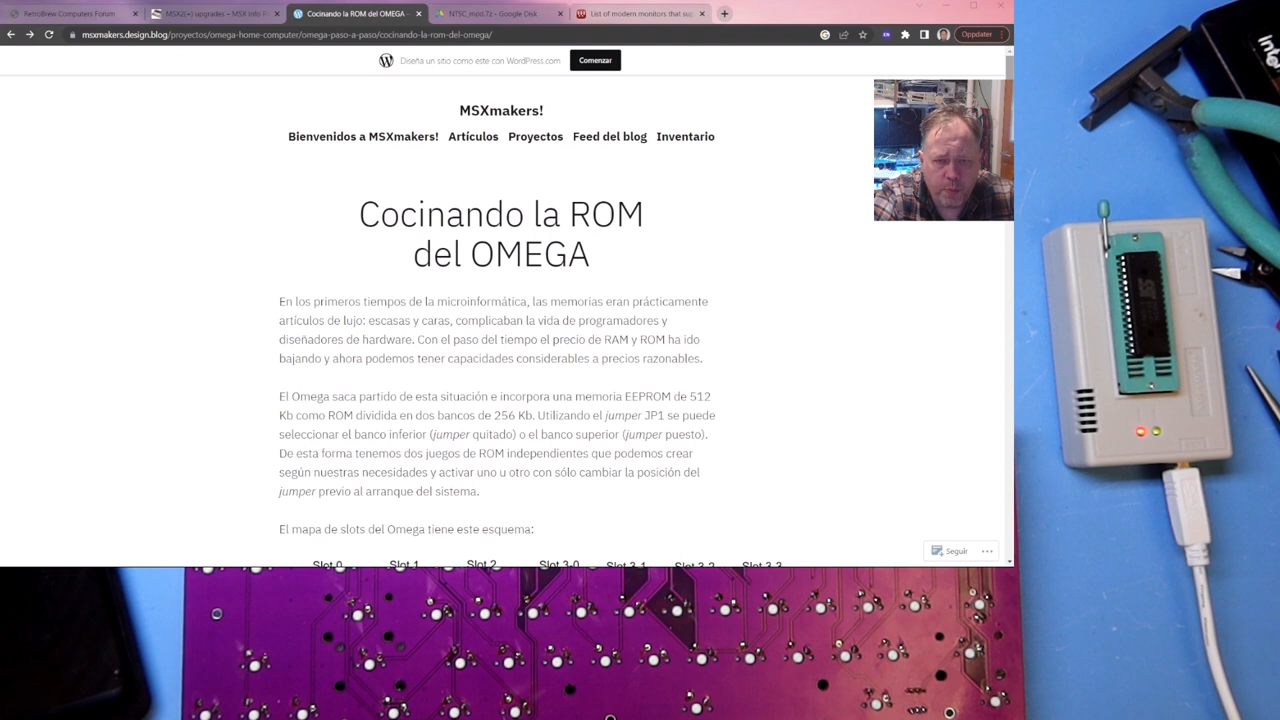 RetroBrew Computers Forum
MSX2(+) upgrades – MSX Info P
Cocinando la ROM del OMEGA –
NTSC_mod.7z - Google Disk
List of modern monitors that sup
msxmakers.design.blog/proyectos/omega-home-computer/omega-paso-a-paso/cocinando-la-rom-del-omega/
Oppdater
Diseña un sitio como este con WordPress.com
Comenzar
MSXmakers!
Bienvenidos a MSXmakers! Artículos Proyectos Feed del blog Inventario
Cocinando la ROM
del OMEGA
En los primeros tiempos de la microinformática, las memorias eran prácticamente
artículos de lujo: escasas y caras, complicaban la vida de programadores y
diseñadores de hardware. Con el paso del tiempo el precio de RAM y ROM ha ido
bajando y ahora podemos tener capacidades considerables a precios razonables.
El Omega saca partido de esta situación e incorpora una memoria EEPROM de 512
Kb como ROM dividida en dos bancos de 256 Kb. Utilizando el jumper JP1 se puede
seleccionar el banco inferior (jumper quitado) o el banco superior (jumper puesto).
De esta forma tenemos dos juegos de ROM independientes que podemos crear
según nuestras necesidades y activar uno u otro con sólo cambiar la posición del
jumper previo al arranque del sistema.
El mapa de slots del Omega tiene este esquema:
Seguir
Slot 0 Slot 1 Slot 2 Slot 3-0 Slot 3-1 Slot 3-2 Slot 3-3
intel